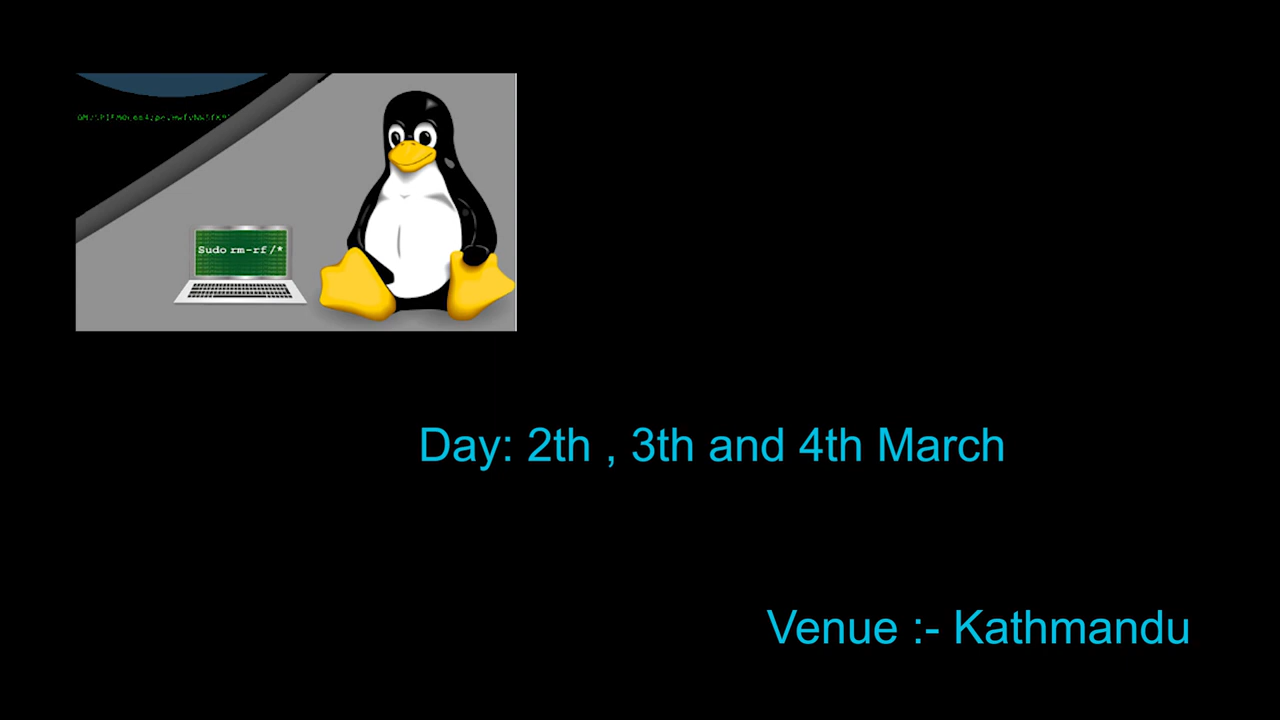 Sudo rm-rf /*
Day: 2th , 3th and 4th March
Venue :- Kathmandu